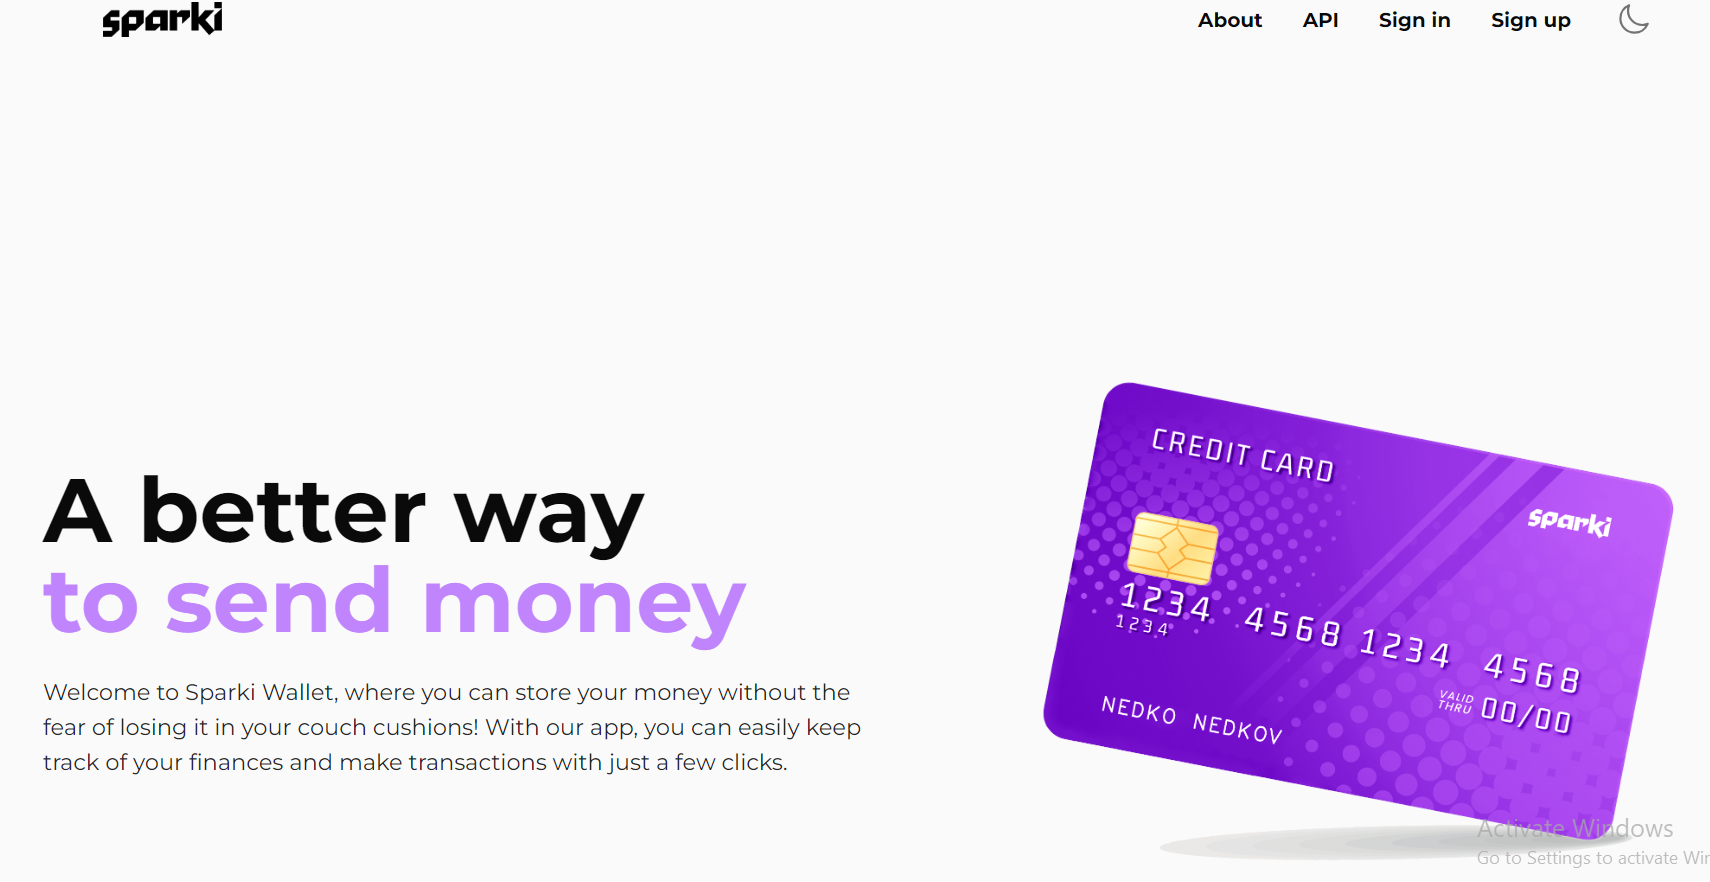 sparki
About API Sign in Sign up
A better way
to send money
Welcome to Sparki Wallet, where you can store your money without the
fear of losing it in your couch cushions! With our app, you can easily keep
track of your finances and make transactions with just a few clicks.
CREDIT CARD
sparki
1234 4568 1234 4568
1234
VALID
THRU 00/00
NEDKO NEDKOV
Activate Windows
Go to Settings to activate Win